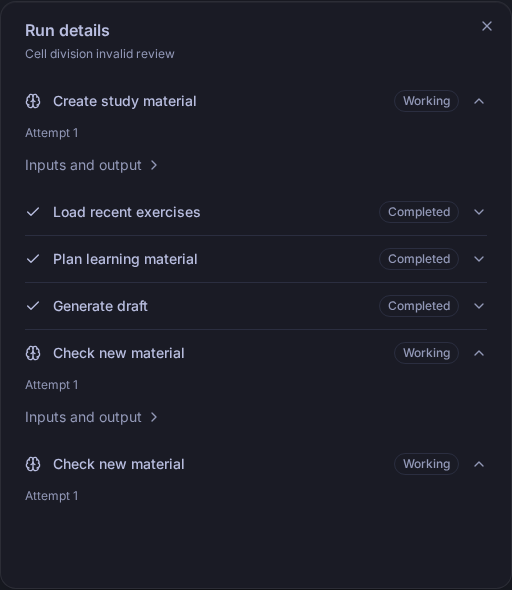 Run details
Cell division invalid review
Create study material Working
Attempt 1
Inputs and output
Load recent exercises Completed
Plan learning material Completed
Generate draft Completed
Check new material Working
Attempt 1
Inputs and output
Check new material Working
Attempt 1